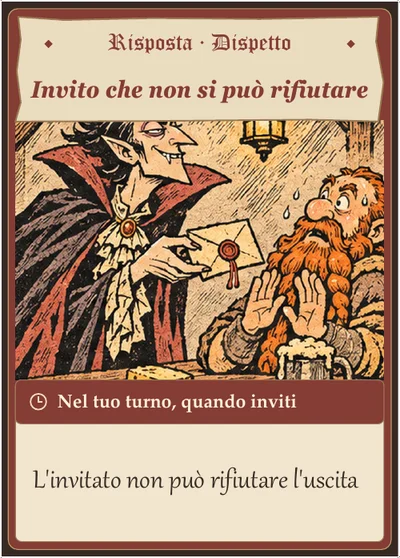 Risposta · Dispetto
Invito che non si può rifiutare
Nel tuo turno, quando inviti
L'invitato non può rifiutare l'uscita